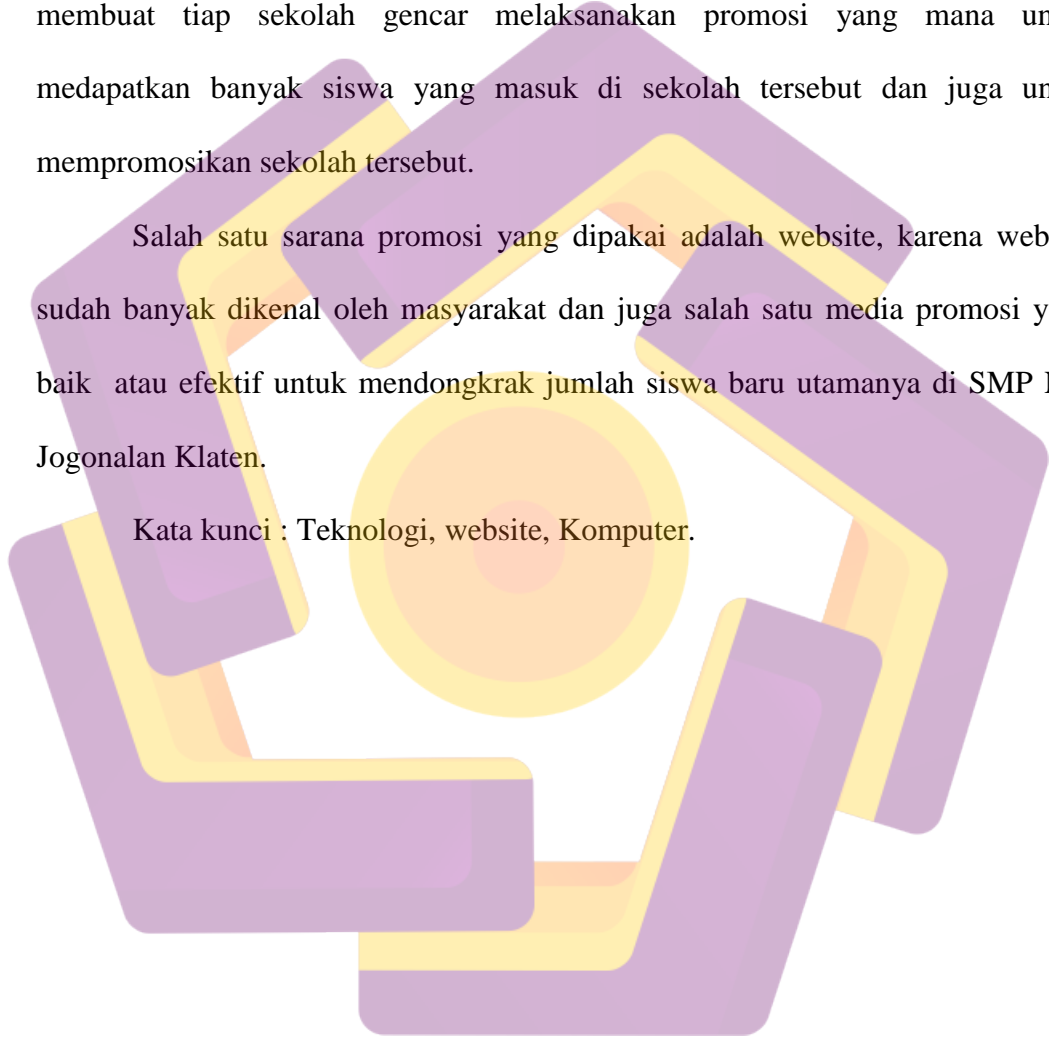 membuat tiap sekolah gencar melaksanakan promosi yang mana
medapatkan banyak siswa yang masuk di sekolah tersebut dan juga
mempromosikan sekolah tersebut.
Salah satu sarana promosi yang dipakai adalah website, karena
sudah banyak dikenal oleh masyarakat dan juga salah satu media promosi
baik atau efektif untuk mendongkrak jumlah siswa baru utamanya di SMP
Jogonalan Klaten.
Kata kunci : Teknologi, website, Komputer.